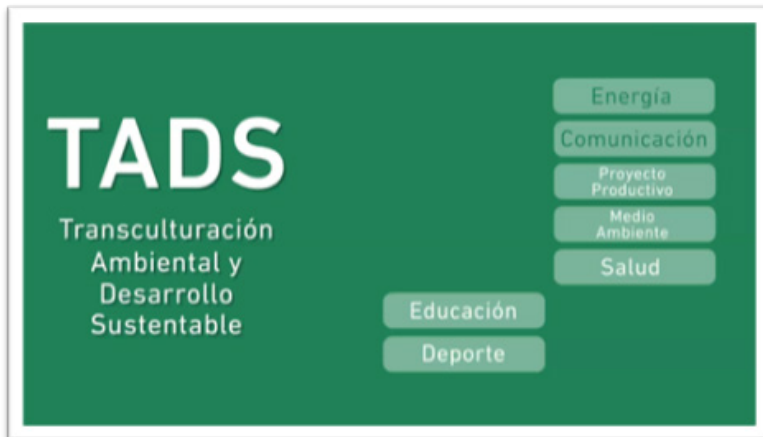 TADS
Transculturación
Ambiental y
Desarrollo
Sustentable
Energía
Comunicación
Proyecto
Productivo
Medio
Ambiente
Salud
Educación
Deporte